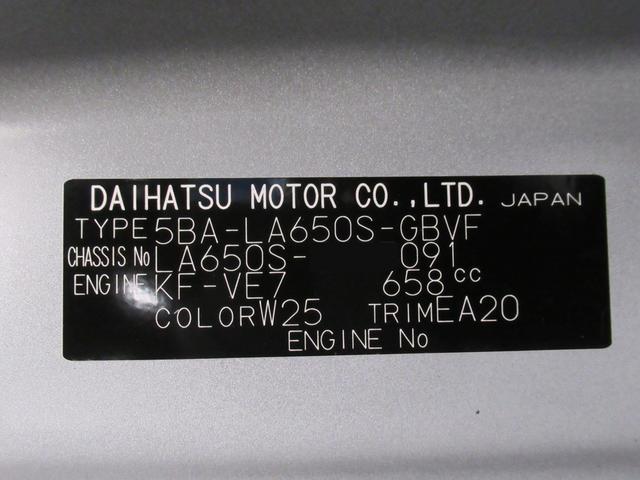 DAIHATSU MOTOR CO.,LTD. JAPAN
TYPE 5BA-LA650S-GBVF
CHASSIS No LA650S- 091
ENGINE KF-VE7 658cc
COLOR W25 TRIM EA20
ENGINE No